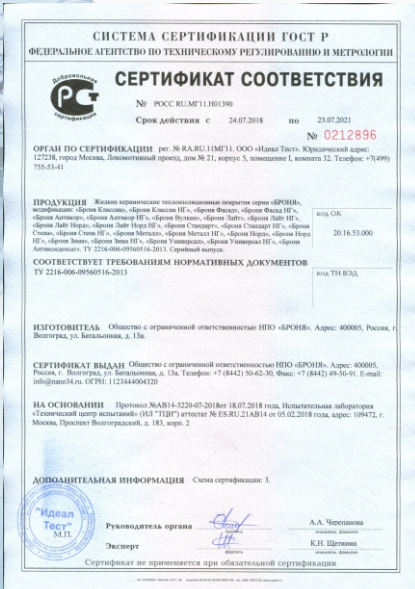 СИСТЕМА СЕРТИФИКАЦИИ ГОСТ Р
ФЕДЕРАЛЬНОЕ АГЕНТСТВО ПО ТЕХНИЧЕСКОМУ РЕГУЛИРОВАНИЮ И МЕТРОЛОГИИ
Добровольная
сертификация
СЕРТИФИКАТ СООТВЕТСТВИЯ
№ РОСС RU.МГ11.Н01390
Срок действия с 24.07.2018 по 23.07.2021
№ 0212896
ОРГАН ПО СЕРТИФИКАЦИИ рег. № RA.RU.11МГ11. ООО «Идеал Тест». Юридический адрес:
127238, город Москва, Локомотивный проезд, дом № 21, корпус 5, помещение I, комната 32. Телефон: +7(499)
755-53-41
ПРОДУКЦИЯ Жидкие керамические теплоизоляционные покрытия серии «БРОНЯ»,
модификации: «Броня Классик», «Броня Классик НГ», «Броня Фасад», «Броня Фасад НГ»,
«Броня Антикор», «Броня Антикор НГ», «Броня Вулкан», «Броня Лайт», «Броня Лайт НГ»,
«Броня Лайт Норд», «Броня Лайт Норд НГ», «Броня Стандарт», «Броня Стандарт НГ», «Броня
Стена», «Броня Стена НГ», «Броня Металл», «Броня Металл НГ», «Броня Норд», «Броня Норд
НГ», «Броня Зима», «Броня Зима НГ», «Броня Универсал», «Броня Универсал НГ», «Броня
Антиконденсат». ТУ 2216-006-09560516-2013. Серийный выпуск.
код ОК
20.16.53.000
СООТВЕТСТВУЕТ ТРЕБОВАНИЯМ НОРМАТИВНЫХ ДОКУМЕНТОВ
ТУ 2216-006-09560516-2013
код ТН ВЭД
ИЗГОТОВИТЕЛЬ Общество с ограниченной ответственностью НПО «БРОНЯ». Адрес: 400005, Россия, г.
Волгоград, ул. Батальонная, д. 13а.
СЕРТИФИКАТ ВЫДАН Общество с ограниченной ответственностью НПО «БРОНЯ». Адрес: 400005,
Россия, г. Волгоград, ул. Батальонная, д. 13а. Телефон: +7 (8442) 50-62-30, Факс: +7 (8442) 49-50-91. E-mail:
info@nano34.ru. ОГРН: 1123444004320
НА ОСНОВАНИИ Протокол №АВ14-3220-07-2018от 18.07.2018 года, Испытательная лаборатория
«Технический центр испытаний» (ИЛ "ТЦИ") аттестат № ES.RU.21АВ14 от 05.02.2018 года, адрес: 109472, г.
Москва, Проспект Волгоградский, д. 183, корп. 2
ДОПОЛНИТЕЛЬНАЯ ИНФОРМАЦИЯ Схема сертификации: 3.
"Идеал
Тест"
М.П.
Руководитель органа
подпись
А.А. Черепанова
инициалы, фамилия
Эксперт
подпись
К.Н. Щетинин
инициалы, фамилия
Сертификат не применяется при обязательной сертификации